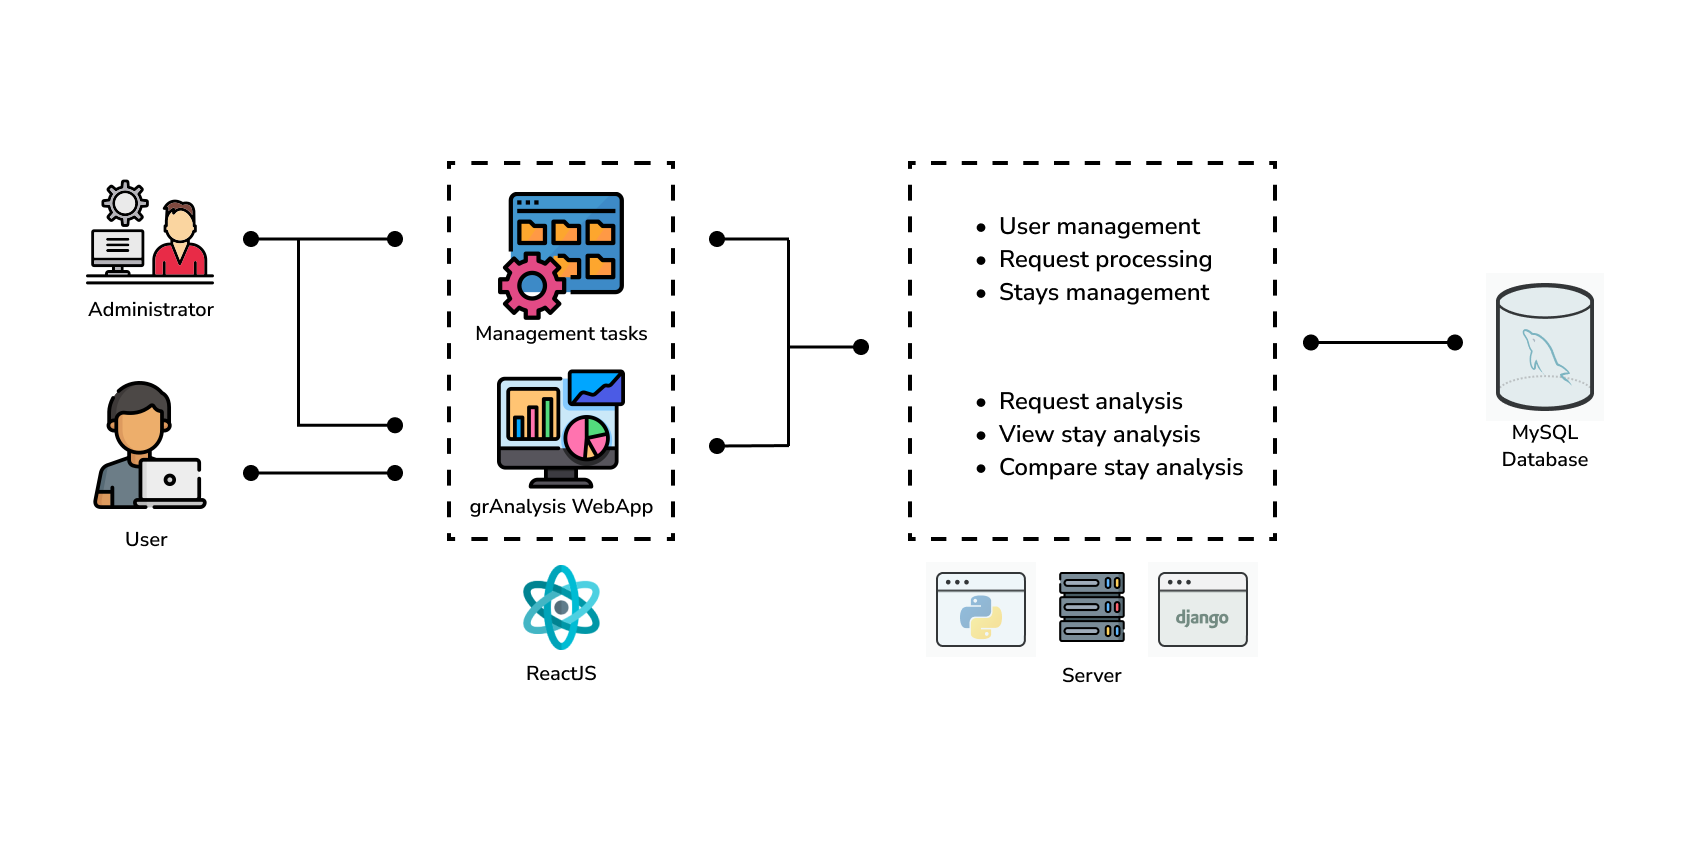 Administrator
User
Management tasks
grAnalysis WebApp
ReactJS
• User management
• Request processing
• Stays management
• Request analysis
• View stay analysis
• Compare stay analysis
django
Server
MySQL
Database